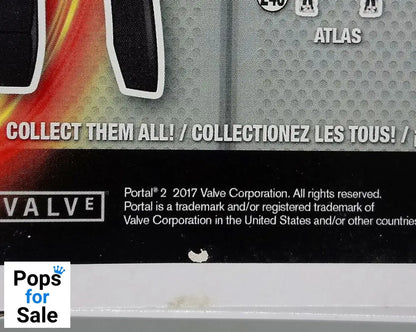 ATLAS
COLLECT THEM ALL! / COLLECTIONEZ LES TOUS! /
VALVE
Portal® 2 2017 Valve Corporation. All rights reserved.
Portal is a trademark and/or registered trademark of
Valve Corporation in the United States and/or other countries
Pops
for
Sale